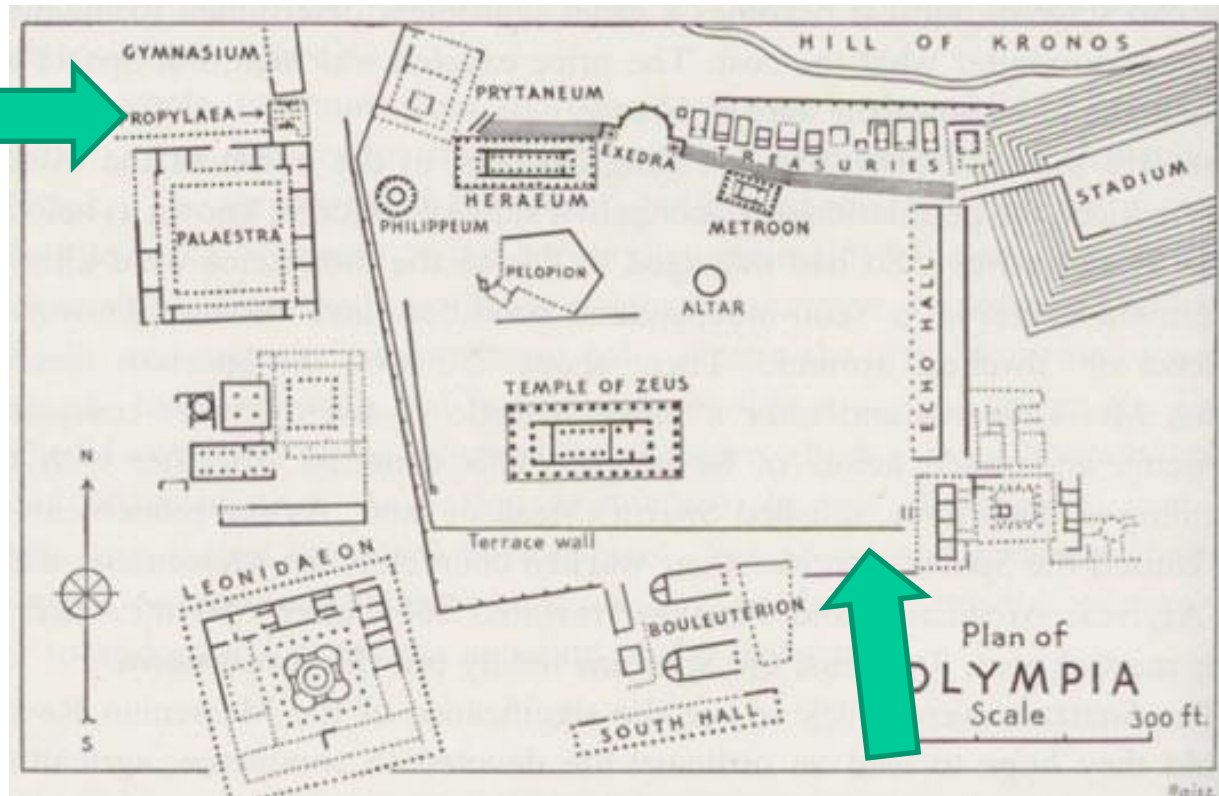 HILL OF KRONOS
GYMNASIUM
PRYTANEUM
ROPYLAEA
EXEDRA
TREASURIES
STADIUM
HERAEUM
PALAESTRA
PHILIPPEUM
METROON
PELOPION
ALTAR
ECHO HALL
TEMPLE OF ZEUS
N
Terrace wall
LEONIDAEON
BOULEUTERION
Plan of
OLYMPIA
SOUTH HALL
Scale 300 ft.
S